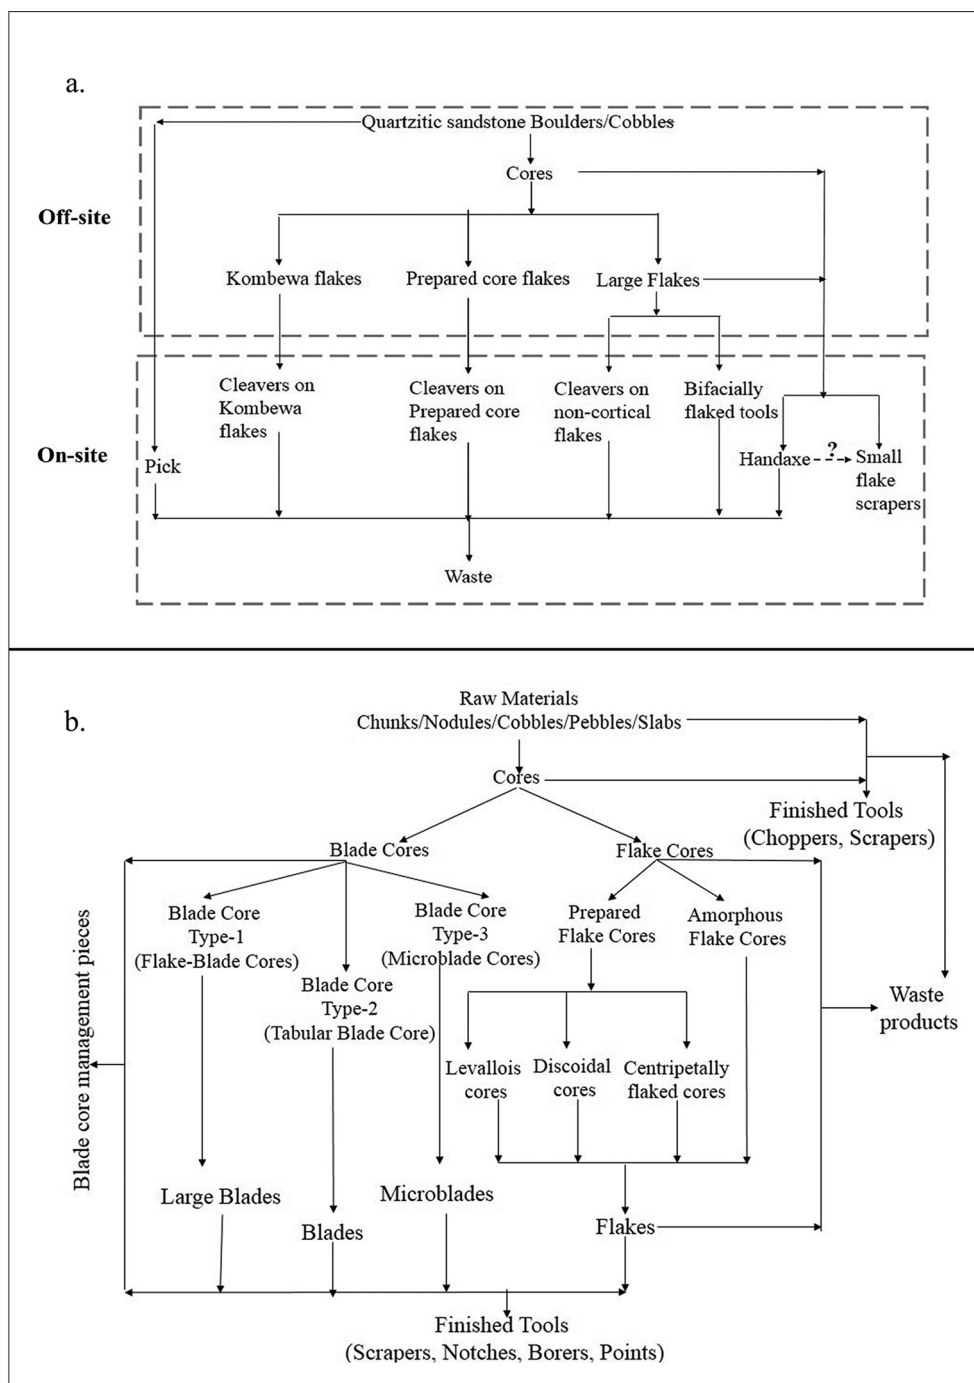 a.
Quartzitic sandstone Boulders/Cobbles
Cores
Off-site
Kombewa flakes
Prepared core flakes
Large Flakes
Cleavers on
Kombewa
flakes
Cleavers on
Prepared core
flakes
Cleavers on
non-cortical
flakes
Bifacially
flaked tools
On-site
Pick
Handaxe
?
Small
flake
scrapers
Waste
b.
Raw Materials
Chunks/Nodules/Cobbles/Pebbles/Slabs
Cores
Finished Tools
(Choppers, Scrapers)
Blade Cores
Flake Cores
Blade Core
Type-1
(Flake-Blade Cores)
Blade Core
Type-2
(Tabular Blade Core)
Blade Core
Type-3
(Microblade Cores)
Prepared
Flake Cores
Amorphous
Flake Cores
Blade core management pieces
Waste
products
Levallois
cores
Discoidal
cores
Centripetally
flaked cores
Large Blades
Blades
Microblades
Flakes
Finished Tools
(Scrapers, Notches, Borers, Points)